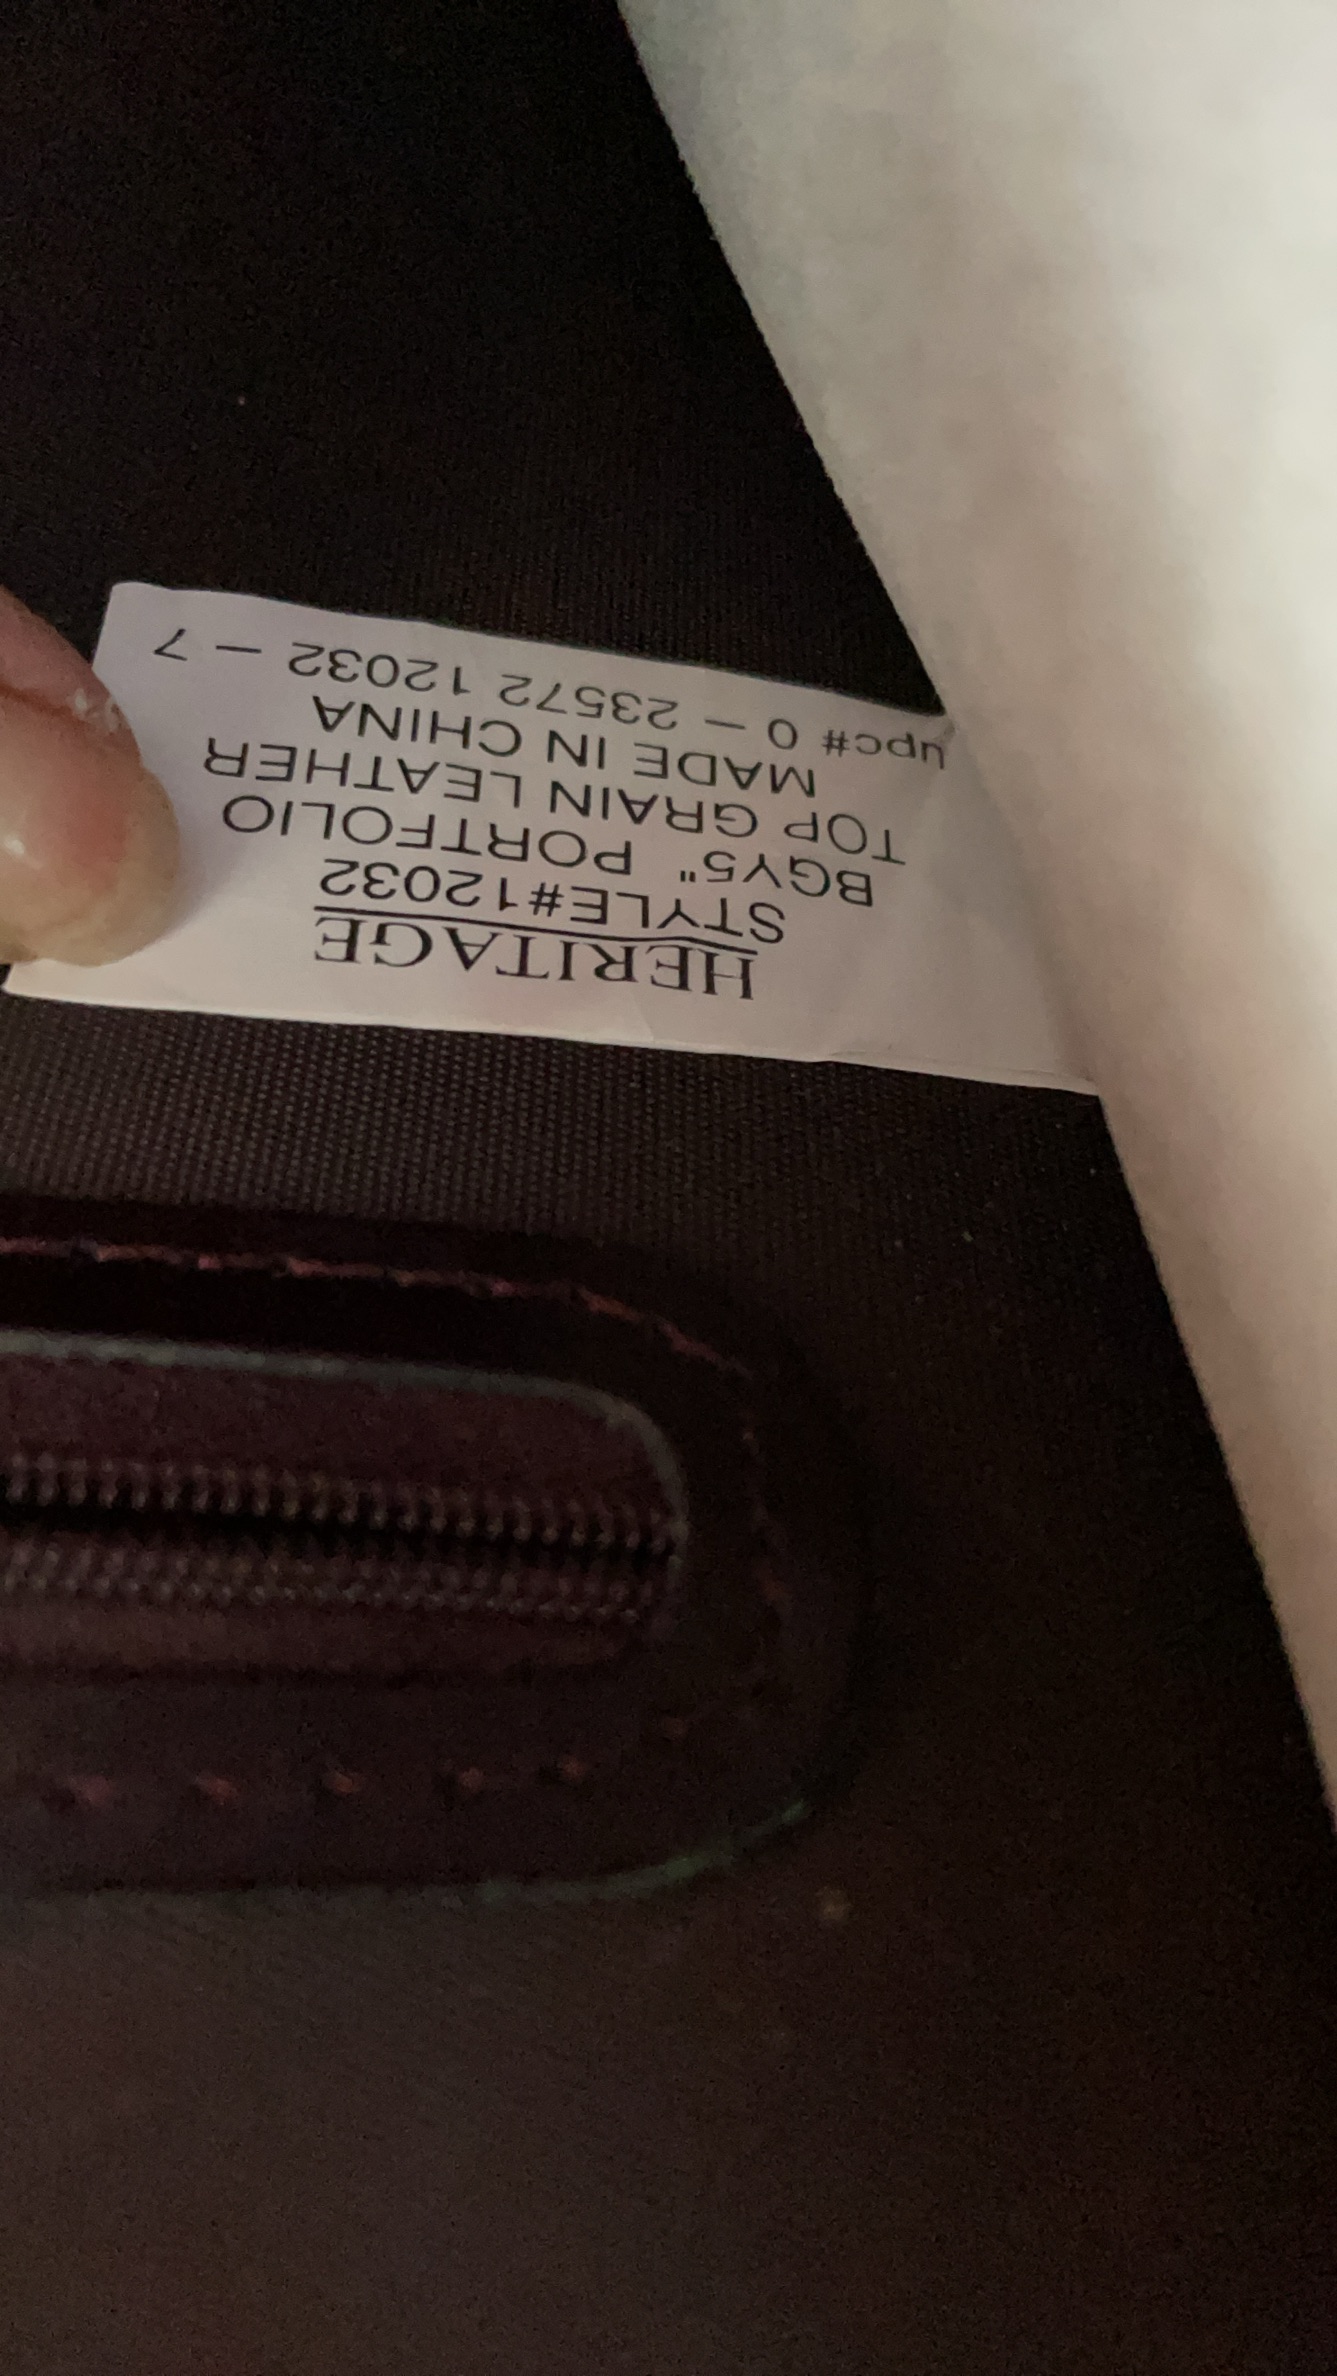 HERITAGE
STYLE#12032
BGY5" PORTFOLIO
TOP GRAIN LEATHER
MADE IN CHINA
upc# 0 – 23572 12032 – 7